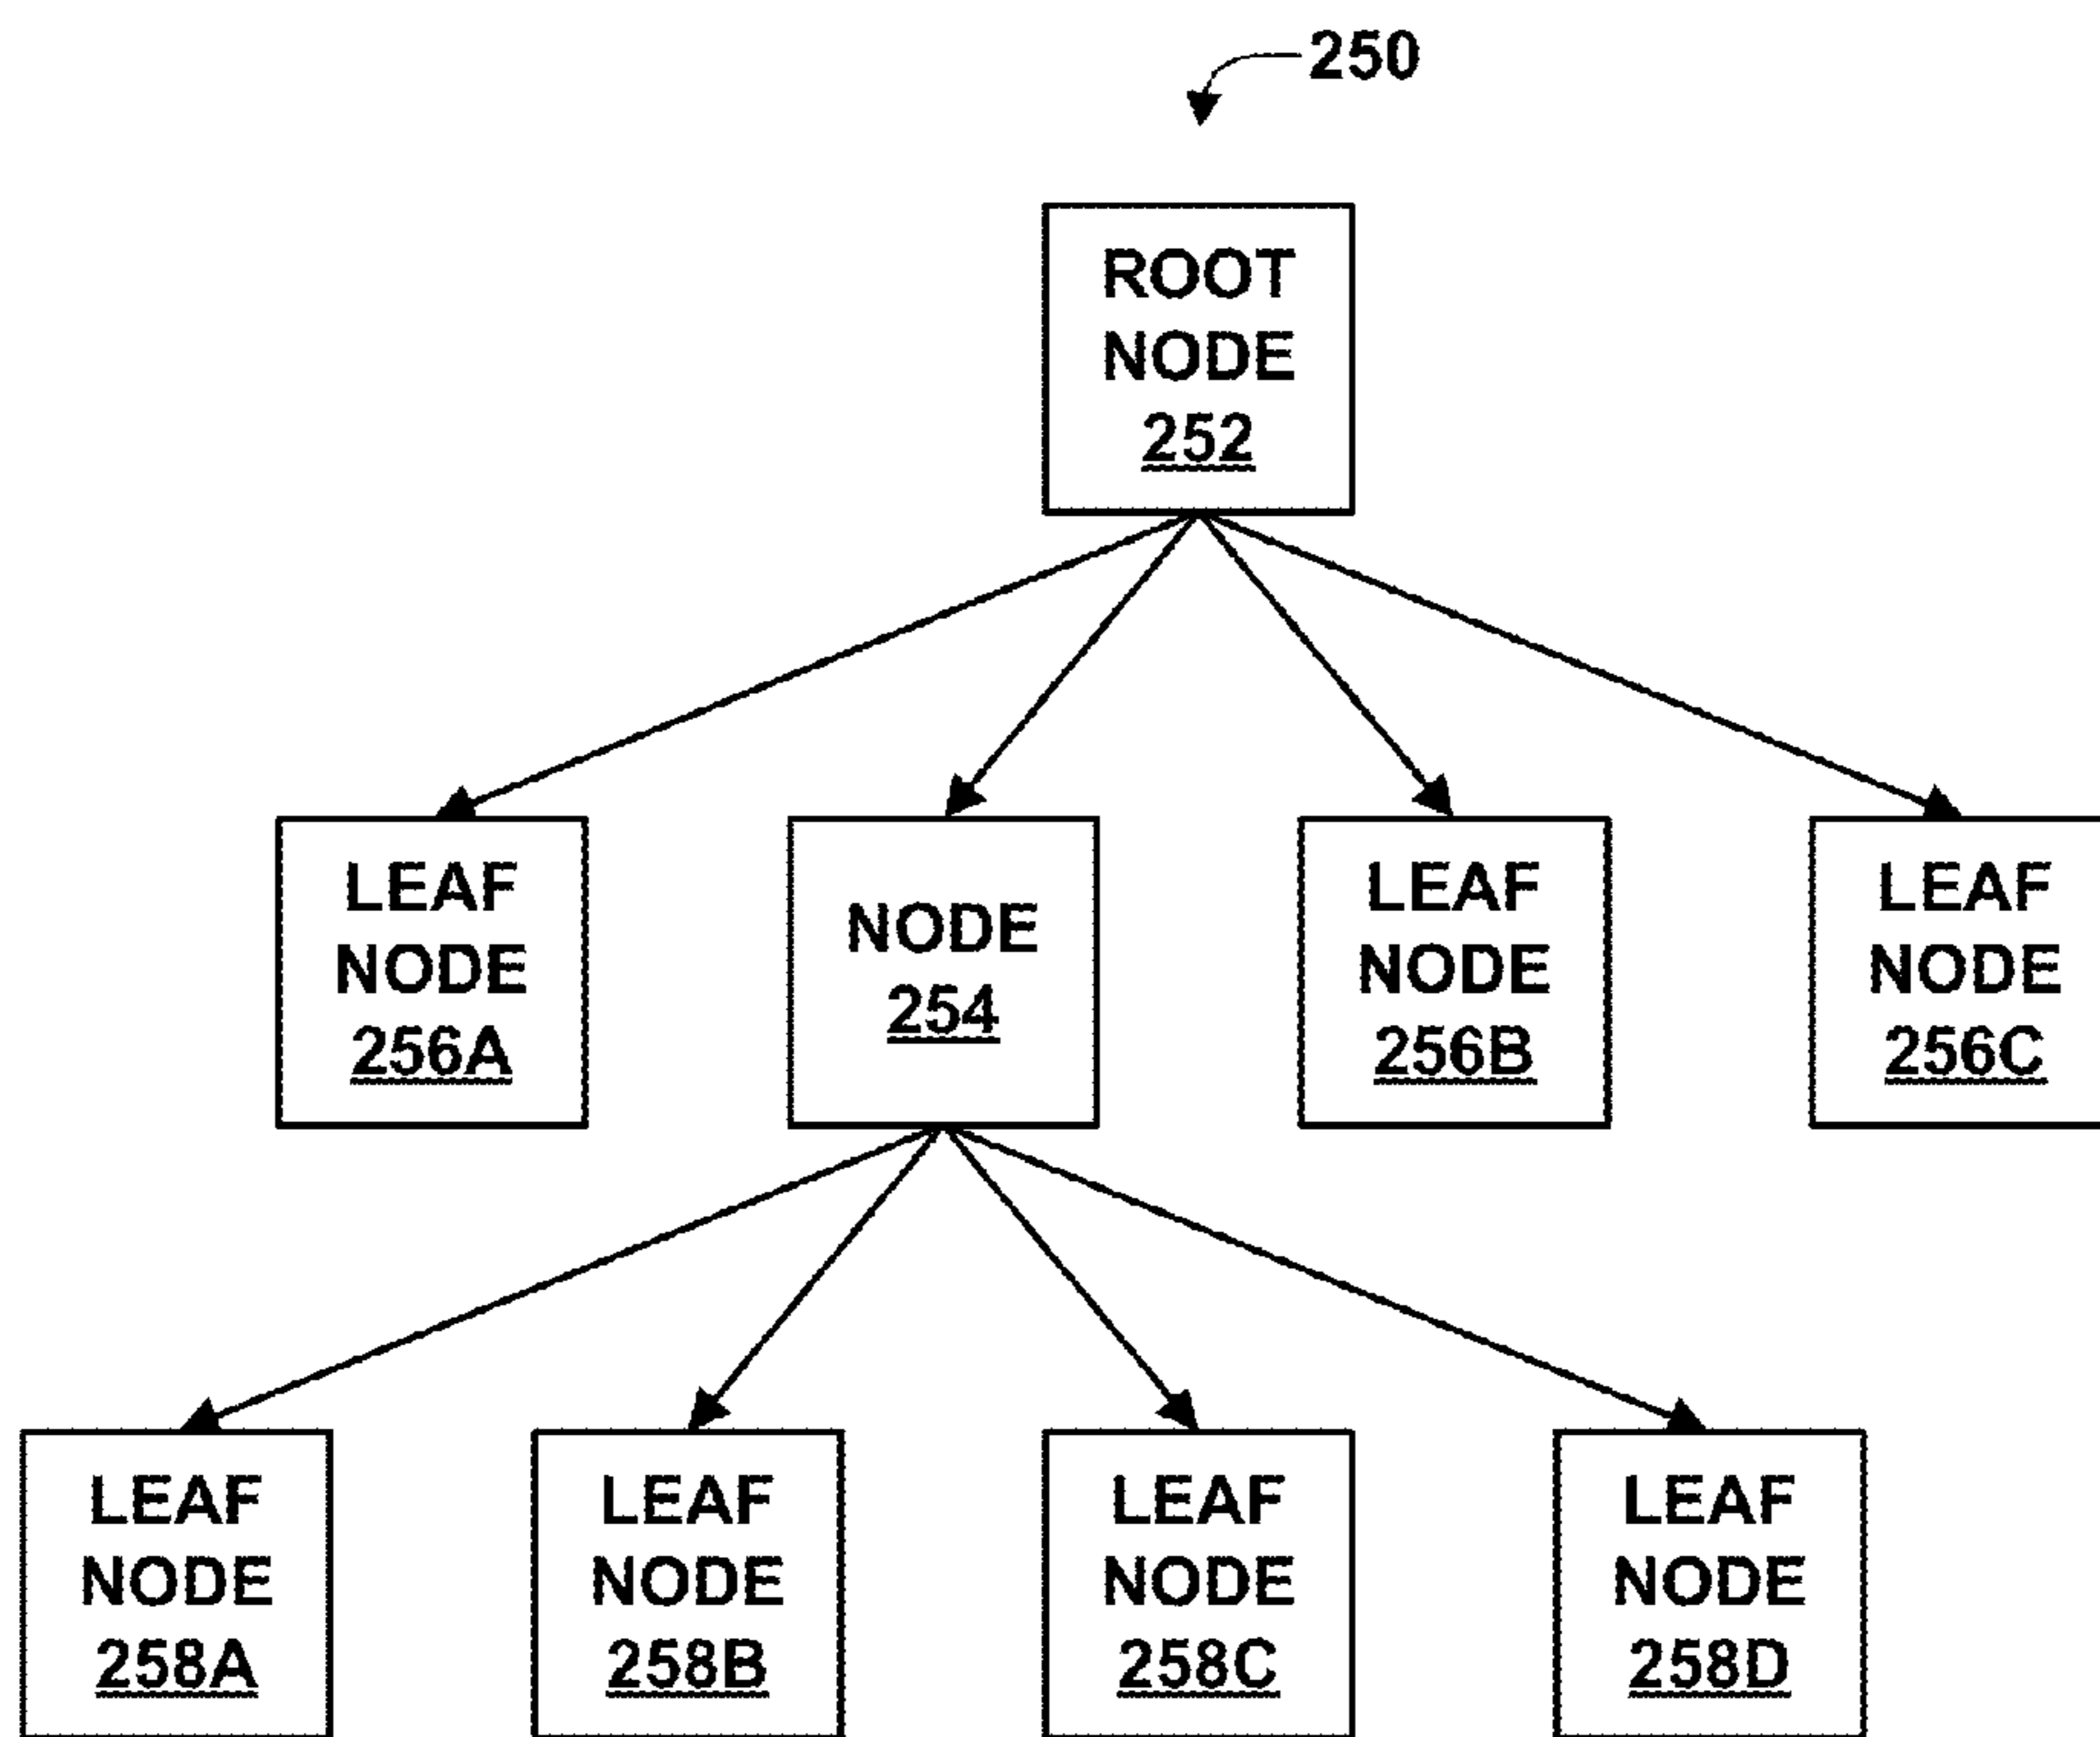 250
ROOT
NODE
252
LEAF
NODE
256A
NODE
254
LEAF
NODE
256B
LEAF
NODE
256C
LEAF
NODE
258A
LEAF
NODE
258B
LEAF
NODE
258C
LEAF
NODE
258D